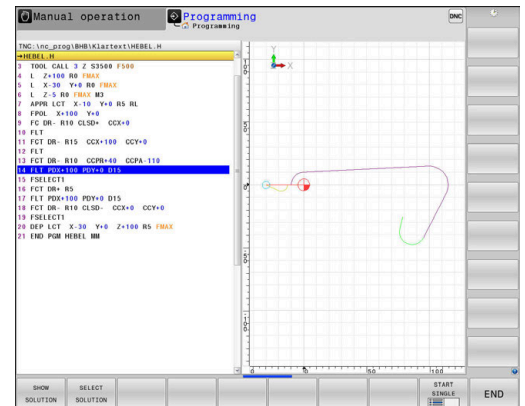 Manual operation
Programming
Programming
DNC
TNC:\nc_prog\BHB\Klartext\HEBEL.H
→HEBEL.H
3 TOOL CALL 3 Z S3500 F500
4 L Z+100 R0 FMAX
5 L X-30 Y+0 R0 FMAX
6 L Z-5 R0 FMAX M3
7 APPR LCT X-10 Y+0 R5 RL
8 FPOL X+100 Y+0
9 FC DR- R10 CLSD+ CCX+0
10 FLT
11 FCT DR- R15 CCX+100 CCY+0
12 FLT
13 FCT DR- R10 CCPR+40 CCPA-110
14 FLT PDX+100 PDY+0 D15
15 FSELECT1
16 FCT DR+ R5
17 FLT PDX+100 PDY+0 D15
18 FCT DR- R10 CLSD- CCX+0 CCY+0
19 FSELECT1
20 DEP LCT X-30 Y+0 Z+100 R5 FMAX
21 END PGM HEBEL MM
Y
X
50
100
SHOW SOLUTION
SELECT SOLUTION
START SINGLE
END